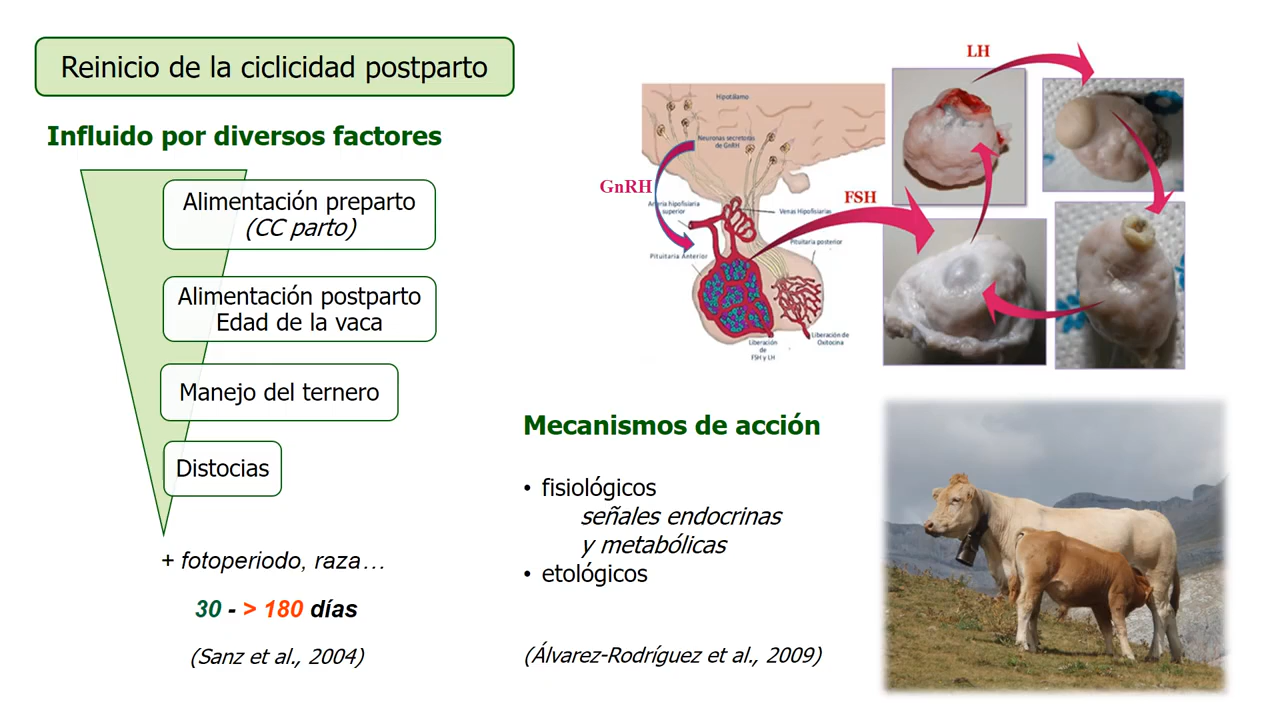 Reinicio de la ciclicidad postparto
Influido por diversos factores
Alimentación preparto
(CC parto)
Alimentación postparto
Edad de la vaca
Manejo del ternero
Distocias
+ fotoperiodo, raza...
30 - > 180 días
(Sanz et al., 2004)
LH
Hipotálamo
Neuronas secretoras
de GnRH
GnRH
FSH
Arteria hipofisiaria
superior
Venas Hipofisiarias
Pituitaria posterior
Pituitaria Anterior
Liberación
de
FSH y LH
Liberación de
Oxitocina
Mecanismos de acción
• fisiológicos
señales endocrinas
y metabólicas
• etológicos
(Álvarez-Rodríguez et al., 2009)